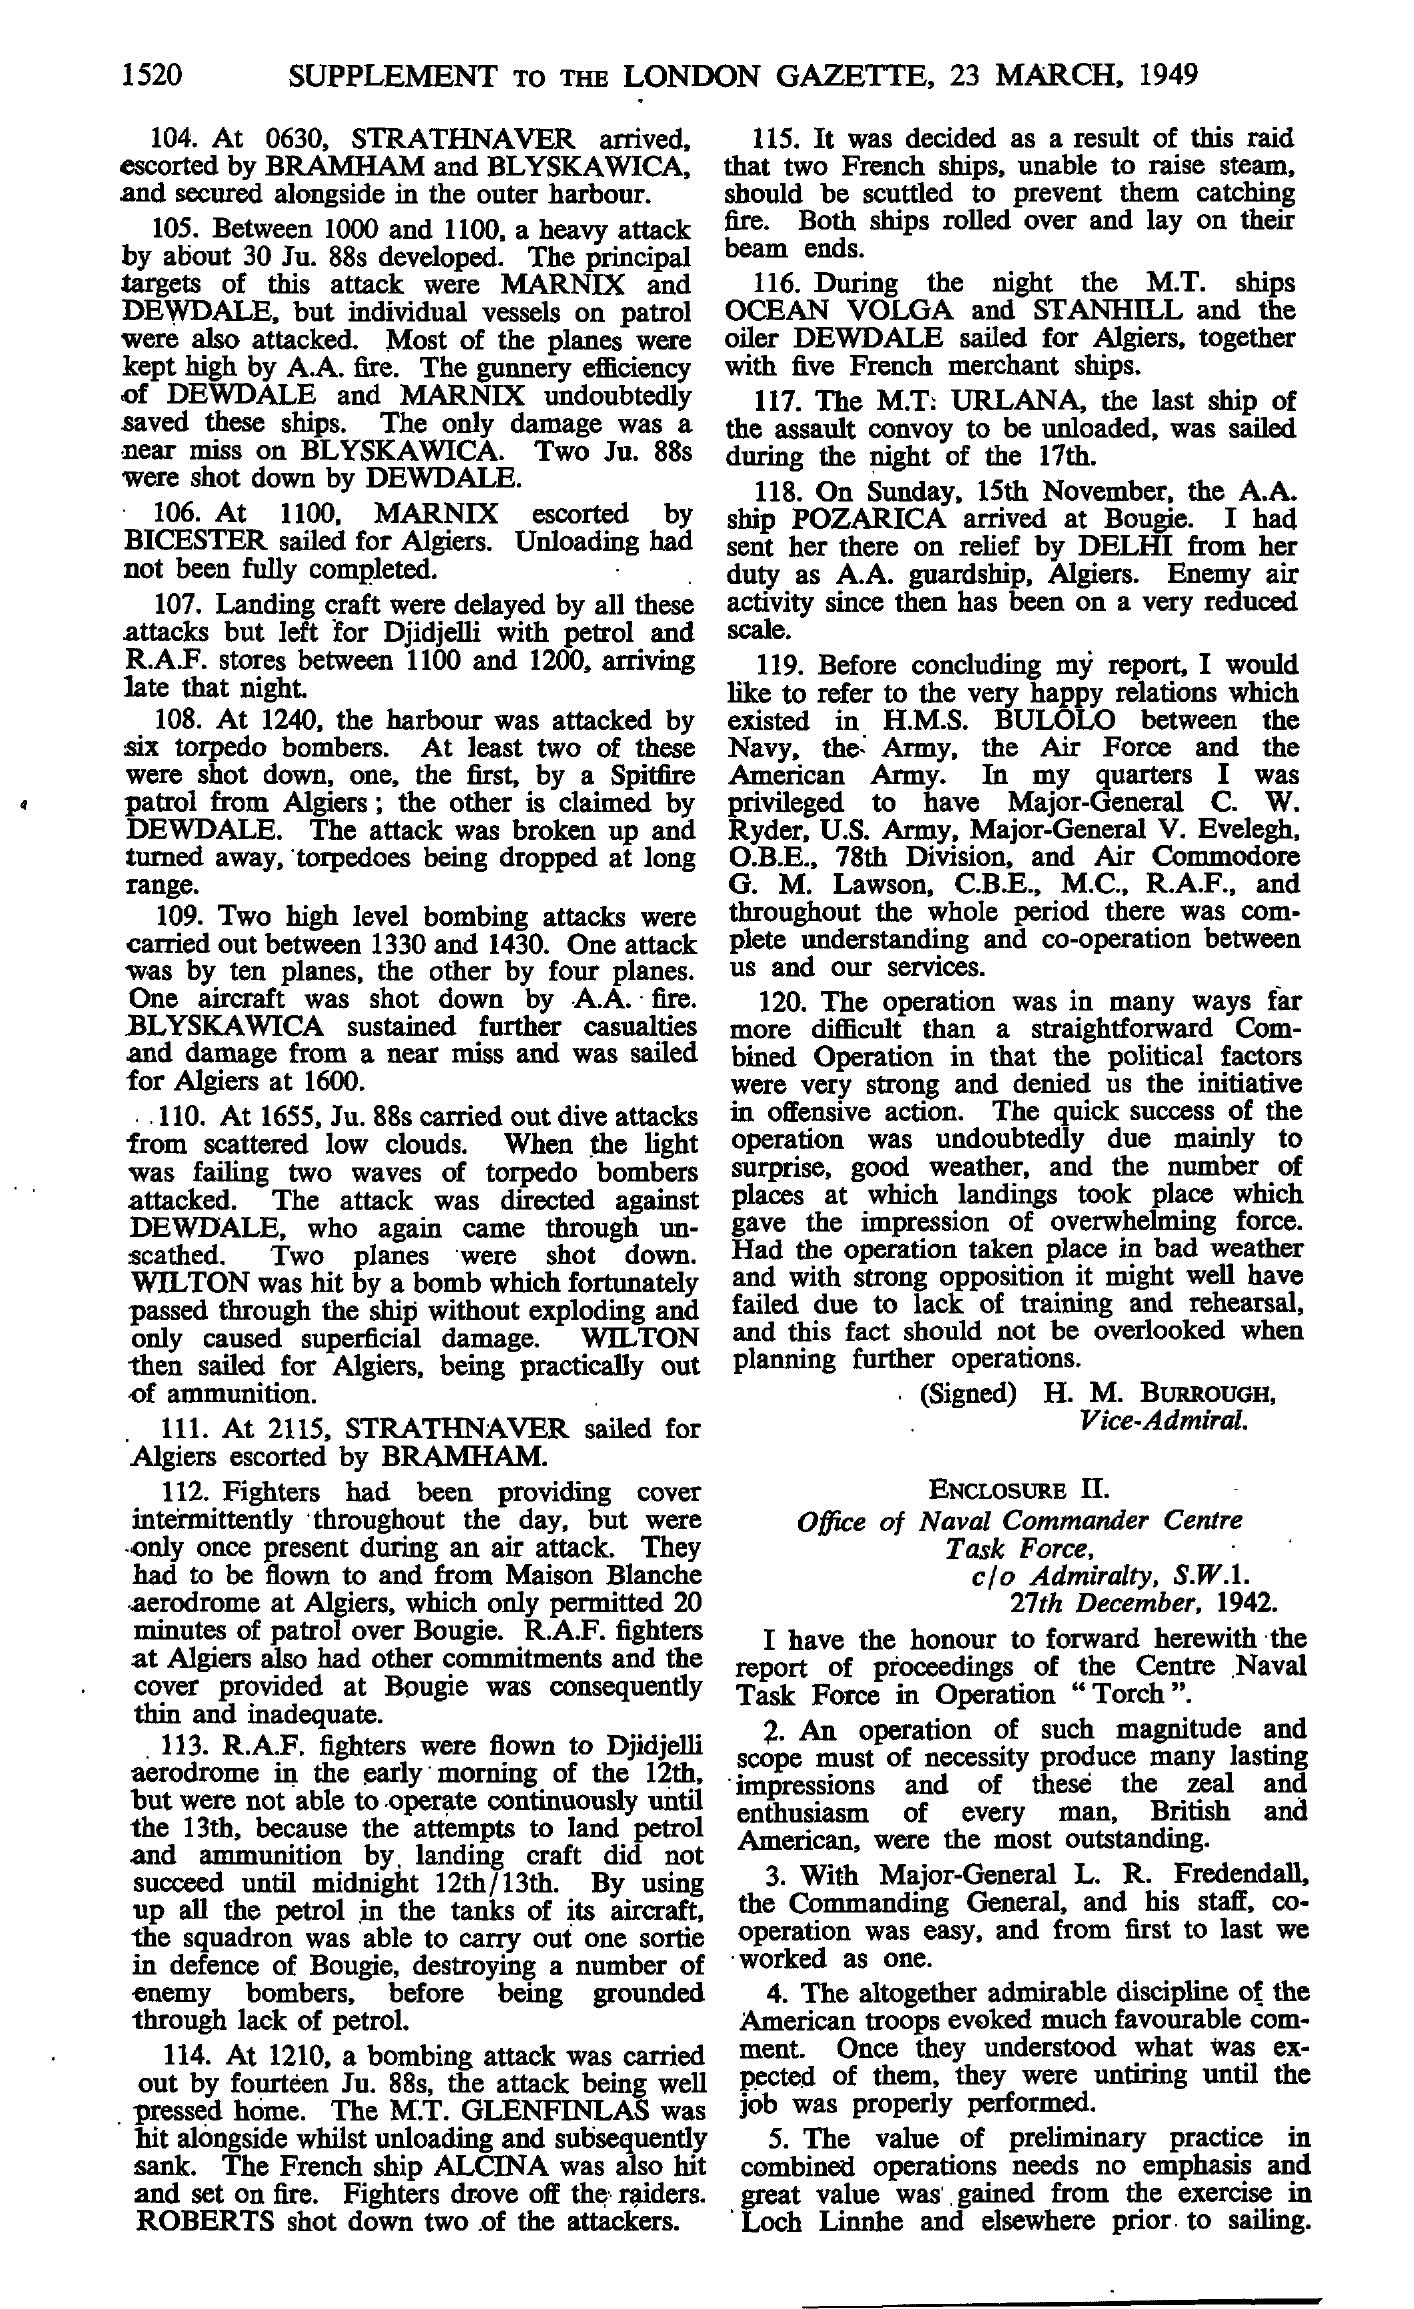 1520 SUPPLEMENT TO THE LONDON GAZETTE, 23 MARCH, 1949
104. At 0630, STRATHNAVER arrived,
escorted by BRAMHAM and BLYSKAWICA,
and secured alongside in the outer harbour.
105. Between 1000 and 1100, a heavy attack
by about 30 Ju. 88s developed. The principal
targets of this attack were MARNIX and
DEWDALE, but individual vessels on patrol
were also attacked. Most of the planes were
kept high by A.A. fire. The gunnery efficiency
of DEWDALE and MARNIX undoubtedly
saved these ships. The only damage was a
near miss on BLYSKAWICA. Two Ju. 88s
were shot down by DEWDALE.
106. At 1100, MARNIX escorted by
BICESTER sailed for Algiers. Unloading had
not been fully completed.
107. Landing craft were delayed by all these
attacks but left for Djidjelli with petrol and
R.A.F. stores between 1100 and 1200, arriving
late that night.
108. At 1240, the harbour was attacked by
six torpedo bombers. At least two of these
were shot down, one, the first, by a Spitfire
patrol from Algiers; the other is claimed by
DEWDALE. The attack was broken up and
turned away, torpedoes being dropped at long
range.
109. Two high level bombing attacks were
carried out between 1330 and 1430. One attack
was by ten planes, the other by four planes.
One aircraft was shot down by A.A. fire.
BLYSKAWICA sustained further casualties
and damage from a near miss and was sailed
for Algiers at 1600.
110. At 1655, Ju. 88s carried out dive attacks
from scattered low clouds. When the light
was failing two waves of torpedo bombers
attacked. The attack was directed against
DEWDALE, who again came through un-
scathed. Two planes were shot down.
WILTON was hit by a bomb which fortunately
passed through the ship without exploding and
only caused superficial damage. WILTON
then sailed for Algiers, being practically out
of ammunition.
111. At 2115, STRATHNAVER sailed for
Algiers escorted by BRAMHAM.
112. Fighters had been providing cover
intermittently throughout the day, but were
only once present during an air attack. They
had to be flown to and from Maison Blanche
aerodrome at Algiers, which only permitted 20
minutes of patrol over Bougie. R.A.F. fighters
at Algiers also had other commitments and the
cover provided at Bougie was consequently
thin and inadequate.
113. R.A.F. fighters were flown to Djidjelli
aerodrome in the early morning of the 12th,
but were not able to operate continuously until
the 13th, because the attempts to land petrol
and ammunition by landing craft did not
succeed until midnight 12th/13th. By using
up all the petrol in the tanks of its aircraft,
the squadron was able to carry out one sortie
in defence of Bougie, destroying a number of
enemy bombers, before being grounded
through lack of petrol.
114. At 1210, a bombing attack was carried
out by fourteen Ju. 88s, the attack being well
pressed home. The M.T. GLENFINLAS was
hit alongside whilst unloading and subsequently
sank. The French ship ALCINA was also hit
and set on fire. Fighters drove off the raiders.
ROBERTS shot down two of the attackers.
115. It was decided as a result of this raid
that two French ships, unable to raise steam,
should be scuttled to prevent them catching
fire. Both ships rolled over and lay on their
beam ends.
116. During the night the M.T. ships
OCEAN VOLGA and STANHILL and the
oiler DEWDALE sailed for Algiers, together
with five French merchant ships.
117. The M.T. URLANA, the last ship of
the assault convoy to be unloaded, was sailed
during the night of the 17th.
118. On Sunday, 15th November, the A.A.
ship POZARICA arrived at Bougie. I had
sent her there on relief by DELHI from her
duty as A.A. guardship, Algiers. Enemy air
activity since then has been on a very reduced
scale.
119. Before concluding my report, I would
like to refer to the very happy relations which
existed in H.M.S. BULOLO between the
Navy, the Army, the Air Force and the
American Army. In my quarters I was
privileged to have Major-General C. W.
Ryder, U.S. Army, Major-General V. Evelegh,
O.B.E., 78th Division, and Air Commodore
G. M. Lawson, C.B.E., M.C., R.A.F., and
throughout the whole period there was com-
plete understanding and co-operation between
us and our services.
120. The operation was in many ways far
more difficult than a straightforward Com-
bined Operation in that the political factors
were very strong and denied us the initiative
in offensive action. The quick success of the
operation was undoubtedly due mainly to
surprise, good weather, and the number of
places at which landings took place which
gave the impression of overwhelming force.
Had the operation taken place in bad weather
and with strong opposition it might well have
failed due to lack of training and rehearsal,
and this fact should not be overlooked when
planning further operations.
(Signed) H. M. BURROUGH,
Vice-Admiral.
ENCLOSURE II.
Office of Naval Commander Centre
Task Force,
c/o Admiralty, S.W.1.
27th December, 1942.
I have the honour to forward herewith the
report of proceedings of the Centre Naval
Task Force in Operation "Torch".
2. An operation of such magnitude and
scope must of necessity produce many lasting
impressions and of these the zeal and
enthusiasm of every man, British and
American, were the most outstanding.
3. With Major-General L. R. Fredendall,
the Commanding General, and his staff, co-
operation was easy, and from first to last we
worked as one.
4. The altogether admirable discipline of the
American troops evoked much favourable com-
ment. Once they understood what was ex-
pected of them, they were untiring until the
job was properly performed.
5. The value of preliminary practice in
combined operations needs no emphasis and
great value was gained from the exercise in
Loch Linnhe and elsewhere prior to sailing.